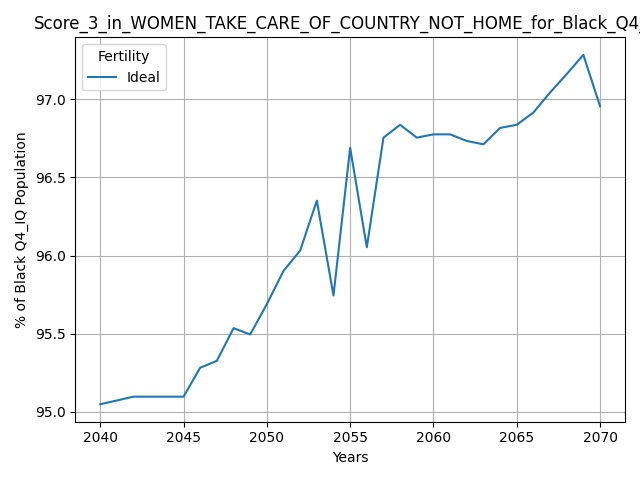 Score_3_in_WOMEN_TAKE_CARE_OF_COUNTRY_NOT_HOME_for_Black_Q4_
Fertility
Ideal
% of Black Q4_IQ Population
97.0
96.5
96.0
95.5
95.0
2040 2045 2050 2055 2060 2065 2070
Years